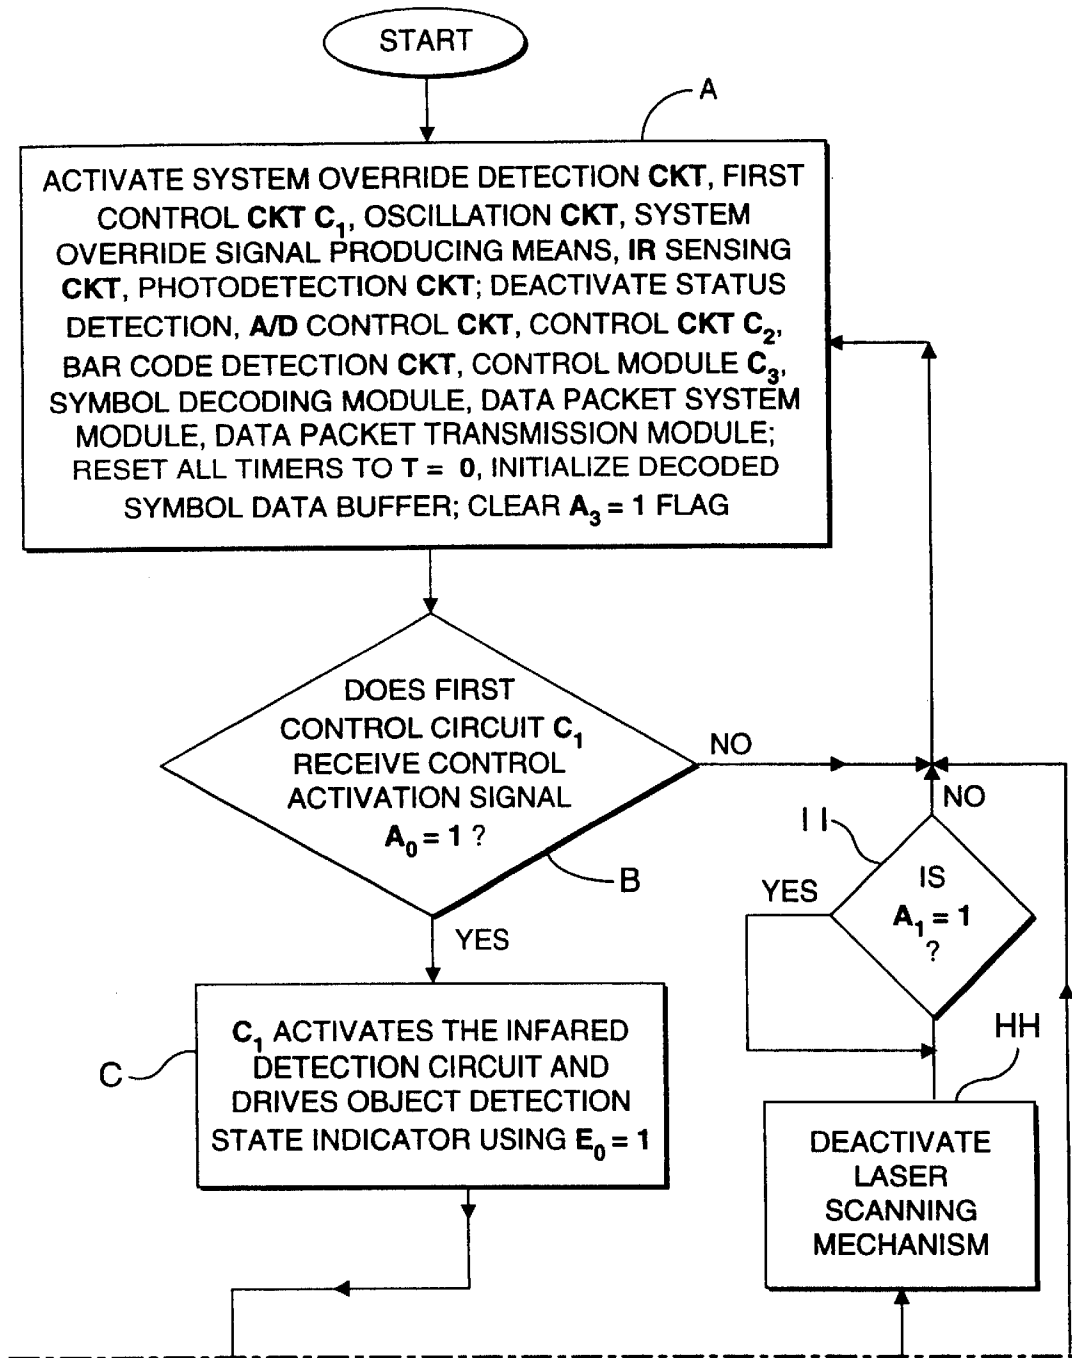 START
A
ACTIVATE SYSTEM OVERRIDE DETECTION CKT, FIRST
CONTROL CKT C1, OSCILLATION CKT, SYSTEM
OVERRIDE SIGNAL PRODUCING MEANS, IR SENSING
CKT, PHOTODETECTION CKT; DEACTIVATE STATUS
DETECTION, A/D CONTROL CKT, CONTROL CKT C2,
BAR CODE DETECTION CKT, CONTROL MODULE C3,
SYMBOL DECODING MODULE, DATA PACKET SYSTEM
MODULE, DATA PACKET TRANSMISSION MODULE;
RESET ALL TIMERS TO T = 0, INITIALIZE DECODED
SYMBOL DATA BUFFER; CLEAR A3 = 1 FLAG
DOES FIRST
CONTROL CIRCUIT C1
RECEIVE CONTROL
ACTIVATION SIGNAL
A0 = 1 ?
NO
B
YES
NO
II
YES
IS
A1 = 1
?
C
C1 ACTIVATES THE INFARED
DETECTION CIRCUIT AND
DRIVES OBJECT DETECTION
STATE INDICATOR USING E0 = 1
HH
DEACTIVATE
LASER
SCANNING
MECHANISM